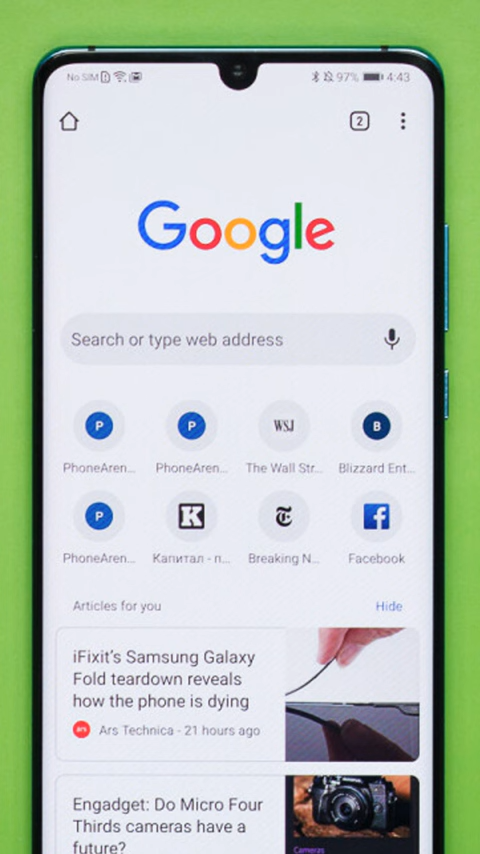 No SIM 97% 4:43
2
Google
Search or type web address
P P WSJ B
PhoneAren... PhoneAren... The Wall Str... Blizzard Ent...
P K T f
PhoneAren... Капитал - п... Breaking N... Facebook
Articles for you Hide
iFixit's Samsung Galaxy
Fold teardown reveals
how the phone is dying
ars Ars Technica - 21 hours ago
Engadget: Do Micro Four
Thirds cameras have a
future?
Cameras